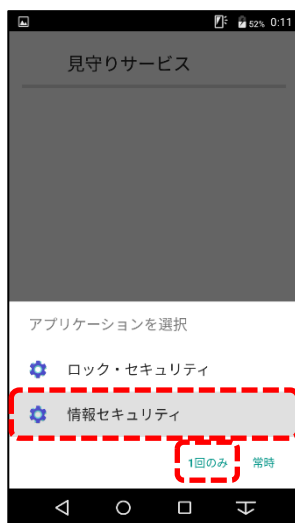 52% 0:11
見守りサービス
アプリケーションを選択
ロック・セキュリティ
情報セキュリティ
1回のみ 常時